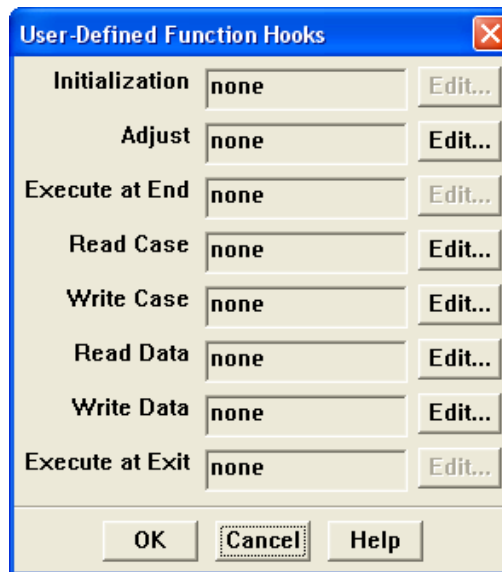 User-Defined Function Hooks
Initialization none Edit...
Adjust none Edit...
Execute at End none Edit...
Read Case none Edit...
Write Case none Edit...
Read Data none Edit...
Write Data none Edit...
Execute at Exit none Edit...
OK Cancel Help